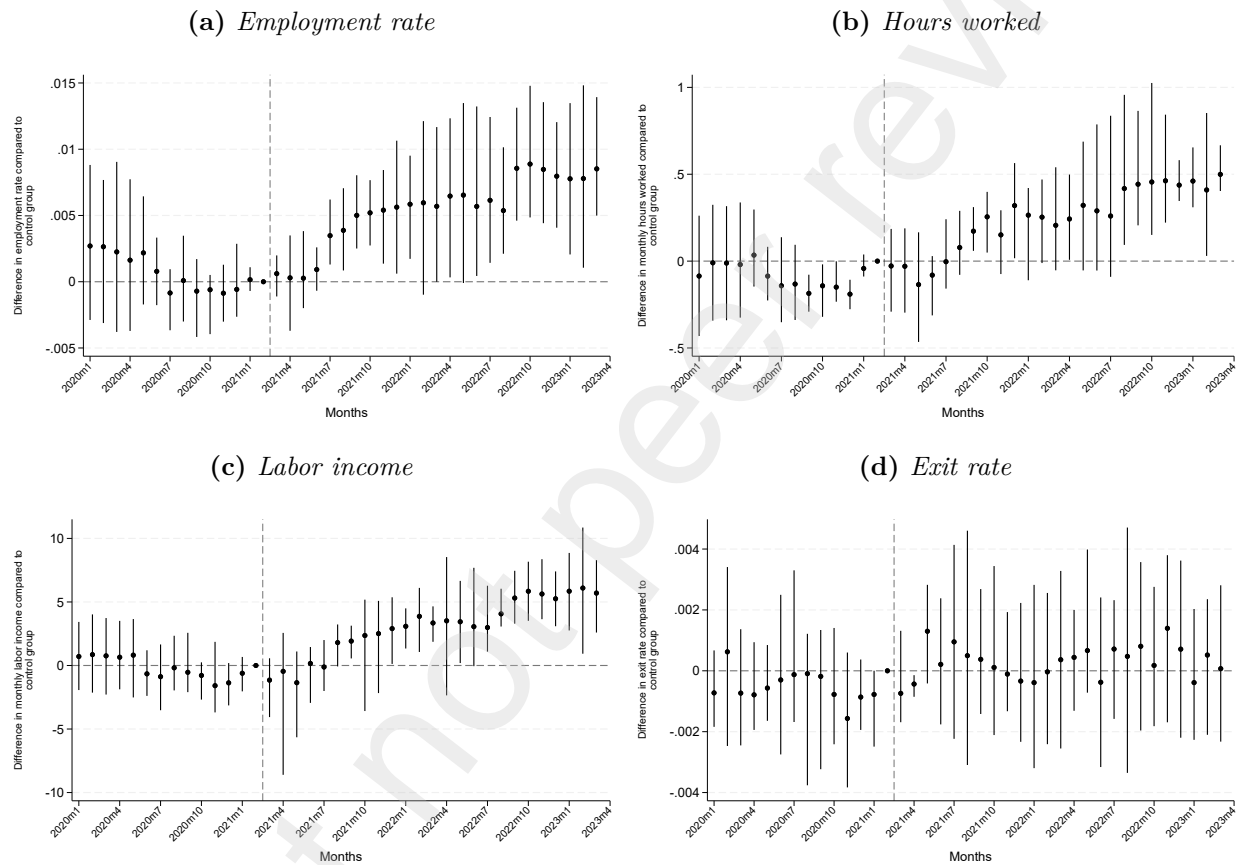 (a) Employment rate
Difference in employment rate compared to
control group
.015
.01
.005
0
-.005
2020m1
2020m4
2020m7
2020m10
2021m1
2021m4
2021m7
2021m10
2022m1
2022m4
2022m7
2022m10
2023m1
2023m4
Months
(b) Hours worked
Difference in monthly hours worked compared to
control group
1
.5
0
-.5
2020m1
2020m4
2020m7
2020m10
2021m1
2021m4
2021m7
2021m10
2022m1
2022m4
2022m7
2022m10
2023m1
2023m4
Months
(c) Labor income
Difference in monthly labor income compared to
control group
10
5
0
-5
-10
2020m1
2020m4
2020m7
2020m10
2021m1
2021m4
2021m7
2021m10
2022m1
2022m4
2022m7
2022m10
2023m1
2023m4
Months
(d) Exit rate
Difference in exit rate compared to
control group
.004
.002
0
-.002
-.004
2020m1
2020m4
2020m7
2020m10
2021m1
2021m4
2021m7
2021m10
2022m1
2022m4
2022m7
2022m10
2023m1
2023m4
Months
not peer revi